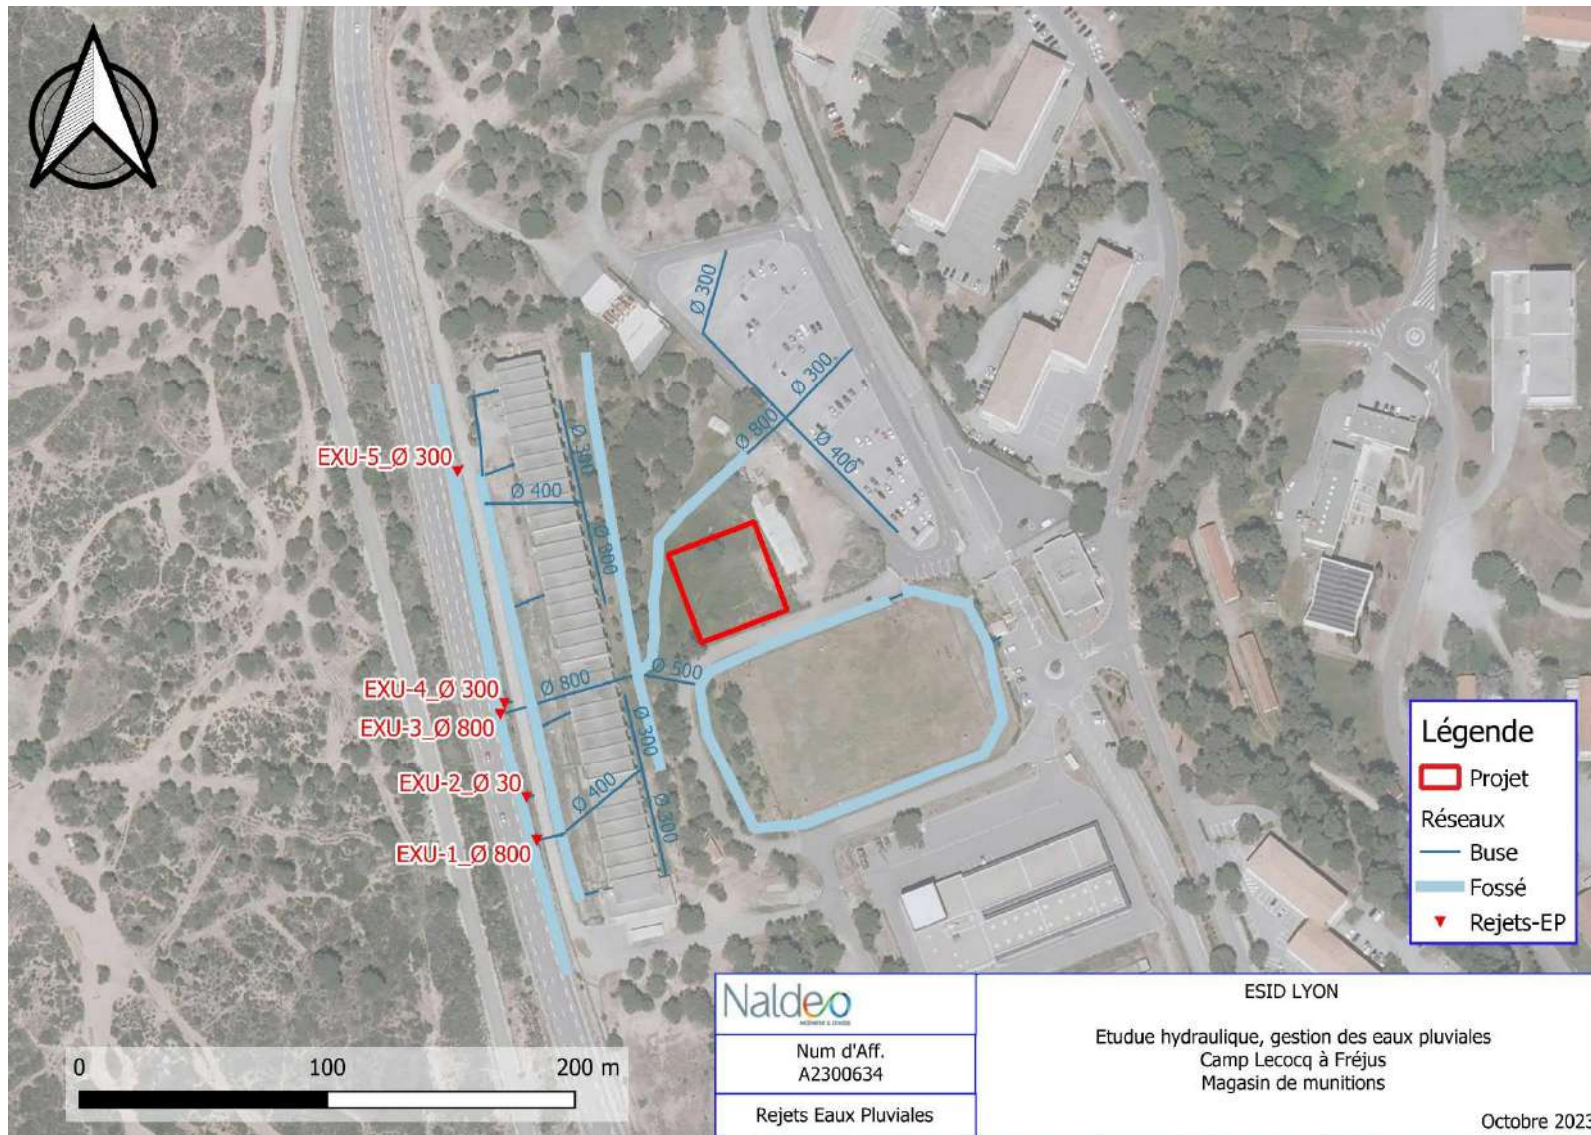 Ø 300
Ø 300
Ø 800
Ø 400
EXU-5_Ø 300
Ø 300
Ø 400
Ø 800
EXU-4_Ø 300
Ø 800
Ø 500
EXU-3_Ø 800
Ø 300
EXU-2_Ø 30
Ø 400
Ø 300
EXU-1_Ø 800
Légende
Projet
Réseaux
Buse
Fossé
Rejets-EP
0 100 200 m
Naldeo
Num d'Aff.
A2300634
Rejets Eaux Pluviales
ESID LYON
Etudue hydraulique, gestion des eaux pluviales
Camp Lecocq à Fréjus
Magasin de munitions
Octobre 2023